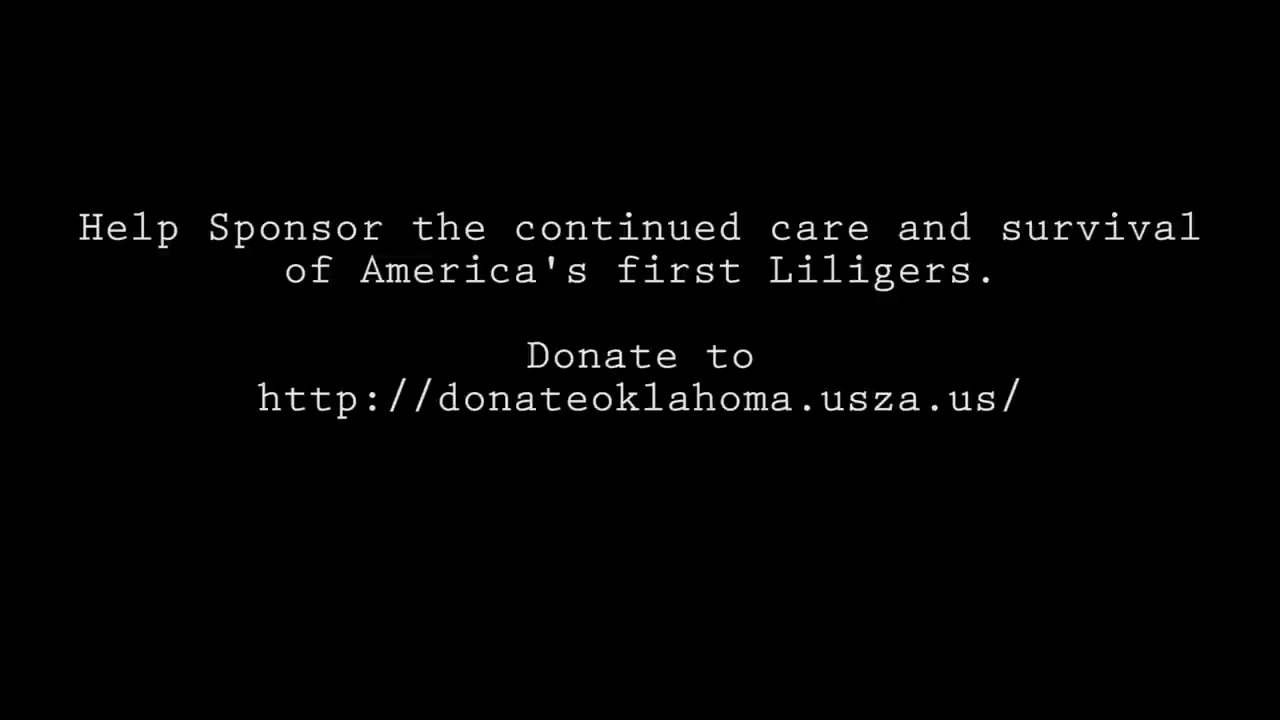 Help Sponsor the continued care and survival
of America's first Liligers.
Donate to
http://donateoklahoma.usza.us/